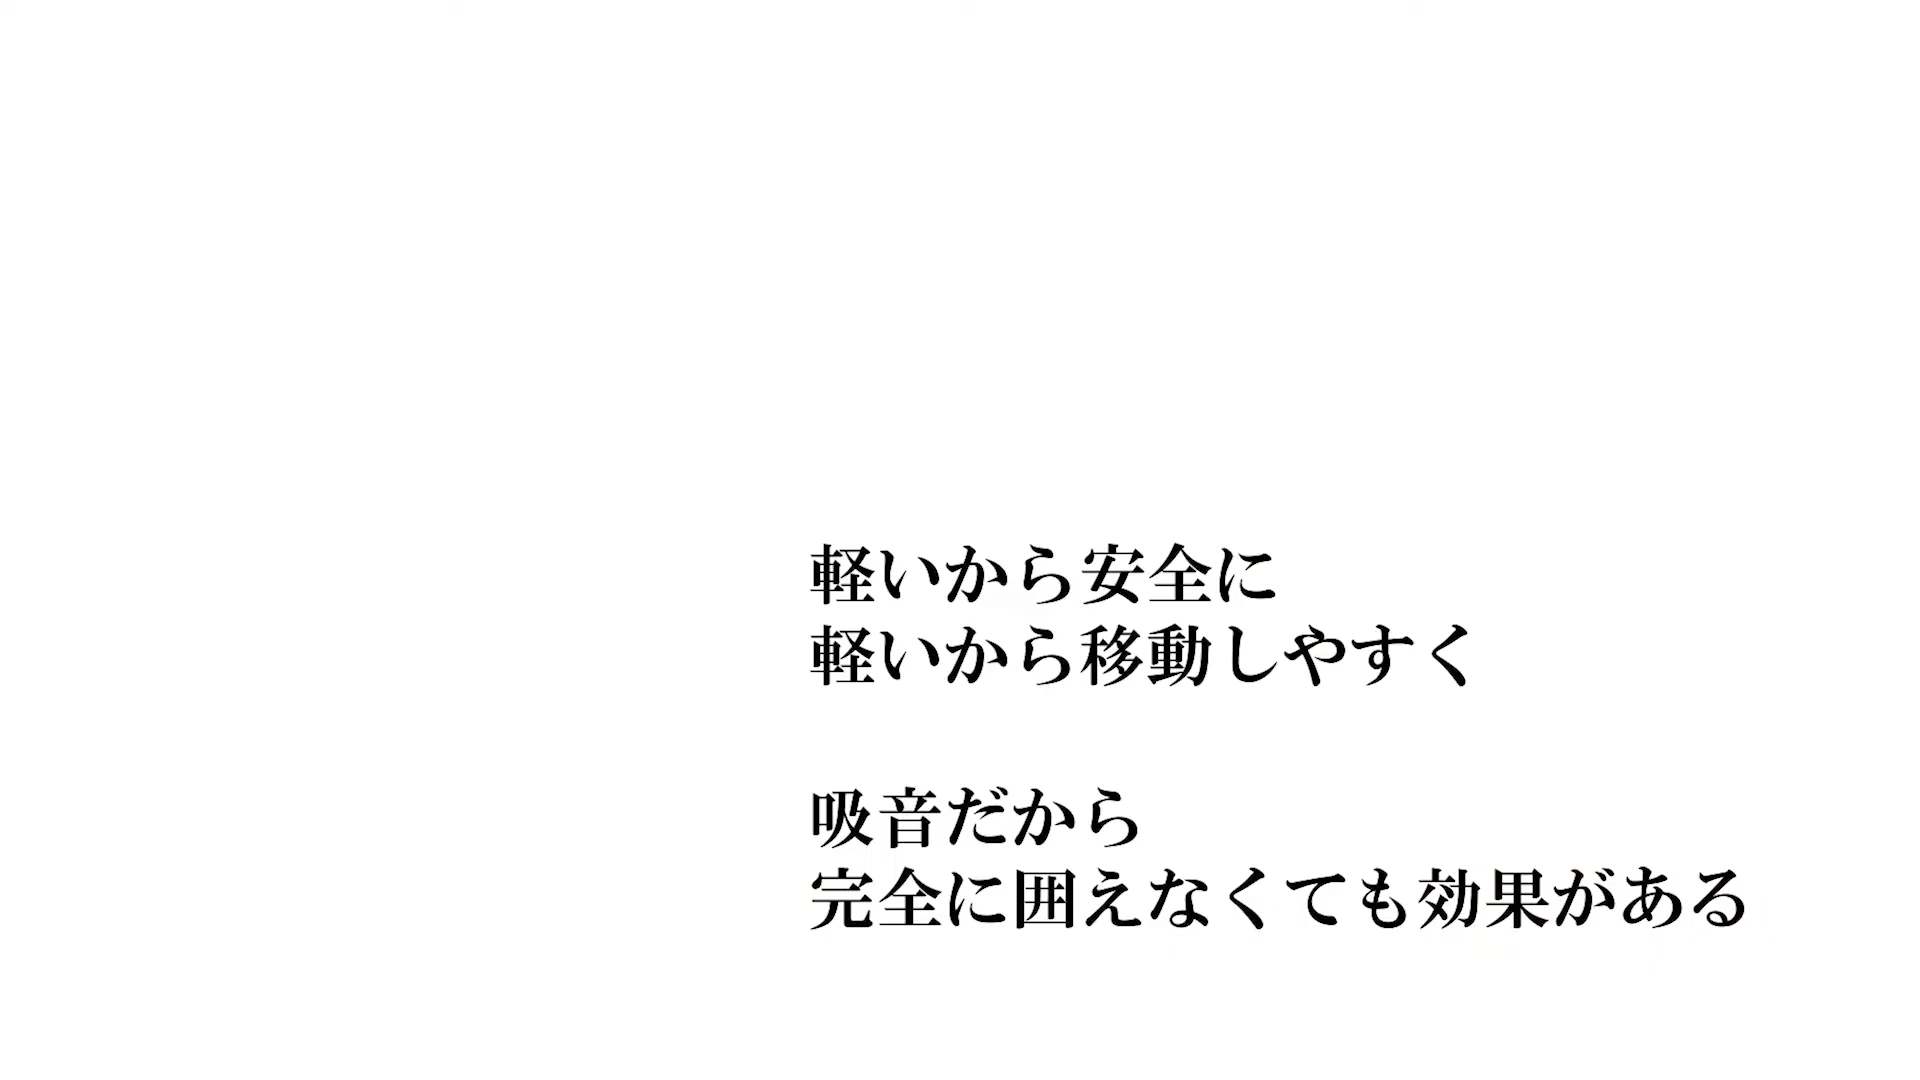 軽いから安全に
軽いから移動しやすく
吸音だから
完全に囲えなくても効果がある